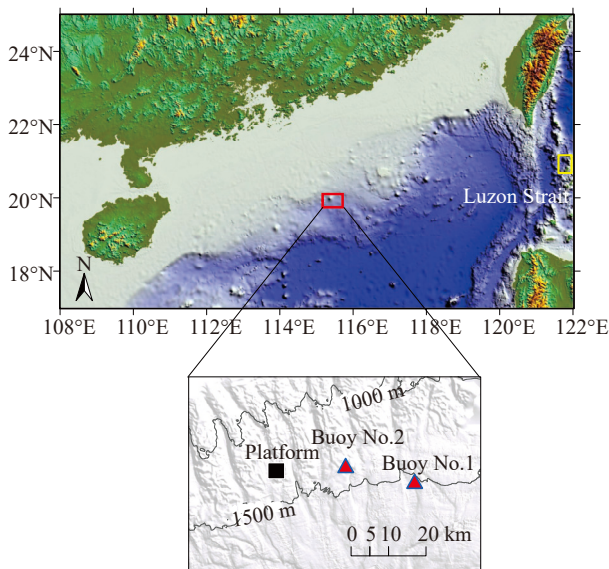 24°N
22°N
20°N
Luzon Strait
18°N
N
108°E 110°E 112°E 114°E 116°E 118°E 120°E 122°E
1000 m
Buoy No.2
Platform
Buoy No.1
1500 m
0 5 10 20 km